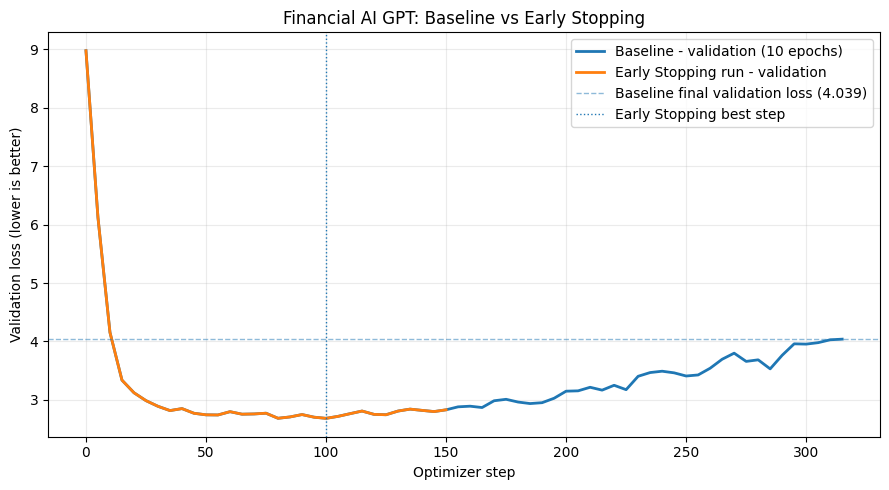 Financial AI GPT: Baseline vs Early Stopping
Baseline - validation (10 epochs)
Early Stopping run - validation
Baseline final validation loss (4.039)
Early Stopping best step
Validation loss (lower is better)
9
8
7
6
5
4
3
0
50
100
150
200
250
300
Optimizer step